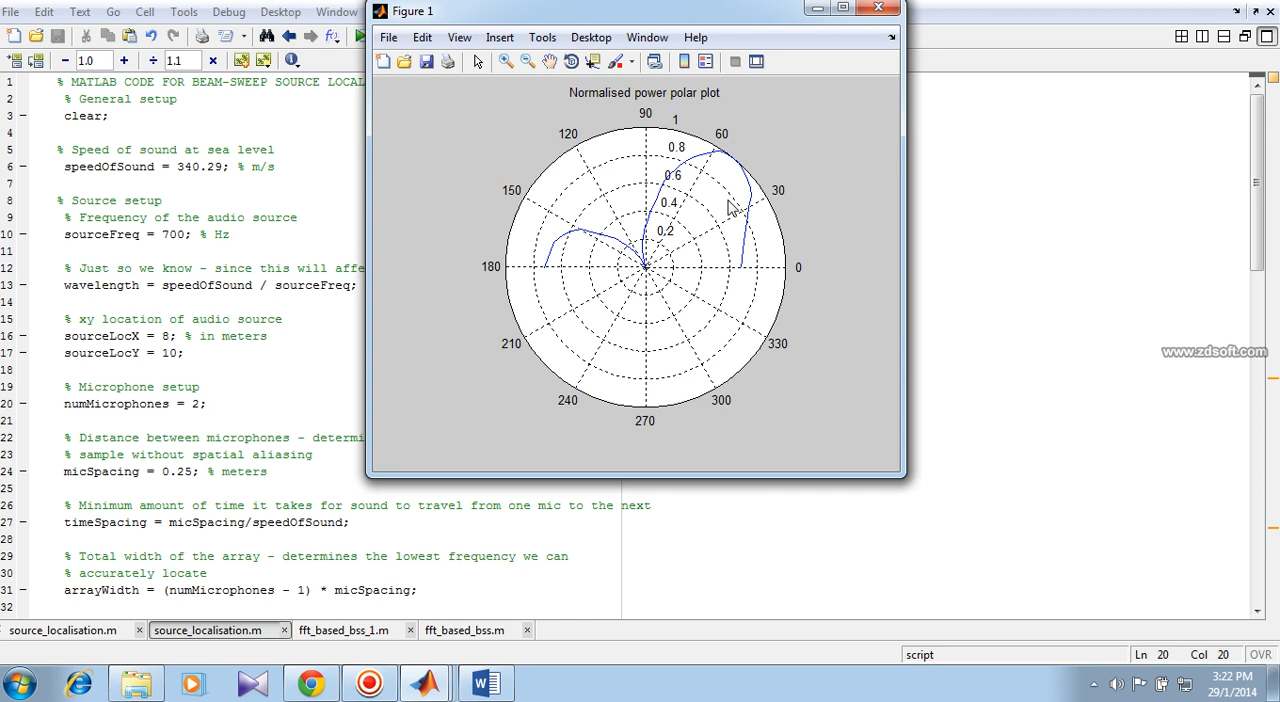 File Edit Text Go Cell Tools Debug Desktop Window
Figure 1
File Edit View Insert Tools Desktop Window Help
1.0
1.1
Normalised power polar plot
90
1
120
60
0.8
150
0.6
30
0.4
0.2
180
0
210
330
240
300
270
1 % MATLAB CODE FOR BEAM-SWEEP SOURCE LOCAL
2 % General setup
3 clear;
4
5 % Speed of sound at sea level
6 speedOfSound = 340.29; % m/s
7
8 % Source setup
9 % Frequency of the audio source
10 sourceFreq = 700; % Hz
11
12 % Just so we know - since this will affe
13 wavelength = speedOfSound / sourceFreq;
14
15 % xy location of audio source
16 sourceLocX = 8; % in meters
17 sourceLocY = 10;
18
19 % Microphone setup
20 numMicrophones = 2;
21
22 % Distance between microphones - determi
23 % sample without spatial aliasing
24 micSpacing = 0.25; % meters
25
26 % Minimum amount of time it takes for sound to travel from one mic to the next
27 timeSpacing = micSpacing/speedOfSound;
28
29 % Total width of the array - determines the lowest frequency we can
30 % accurately locate
31 arrayWidth = (numMicrophones - 1) * micSpacing;
32
www.zdsoft.com
source_localisation.m source_localisation.m fft_based_bss_1.m fft_based_bss.m
script Ln 20 Col 20 OVR
3:22 PM
29/1/2014